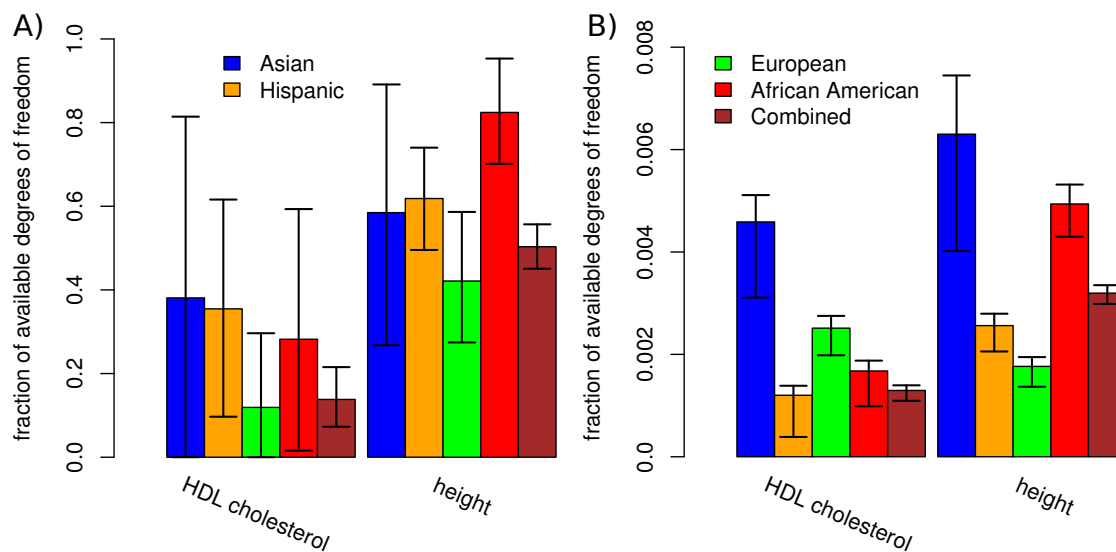 A)
fraction of available degrees of freedom
0.0
0.2
0.4
0.6
0.8
1.0
Asian
Hispanic
HDL cholesterol
height
B)
fraction of available degrees of freedom
0.000
0.002
0.004
0.006
0.008
European
African American
Combined
HDL cholesterol
height